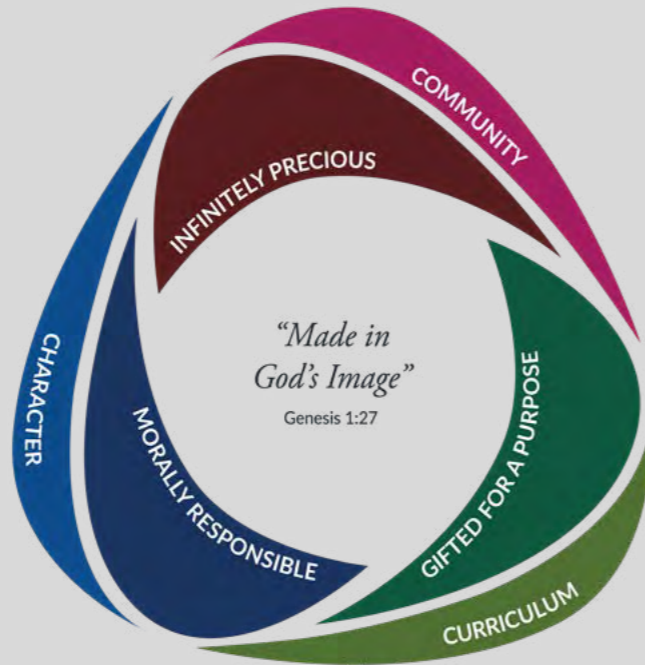 COMMUNITY
INFINITELY PRECIOUS
“Made in
God’s Image”
Genesis 1:27
CHARACTER
MORALLY RESPONSIBLE
GIFTED FOR A PURPOSE
CURRICULUM